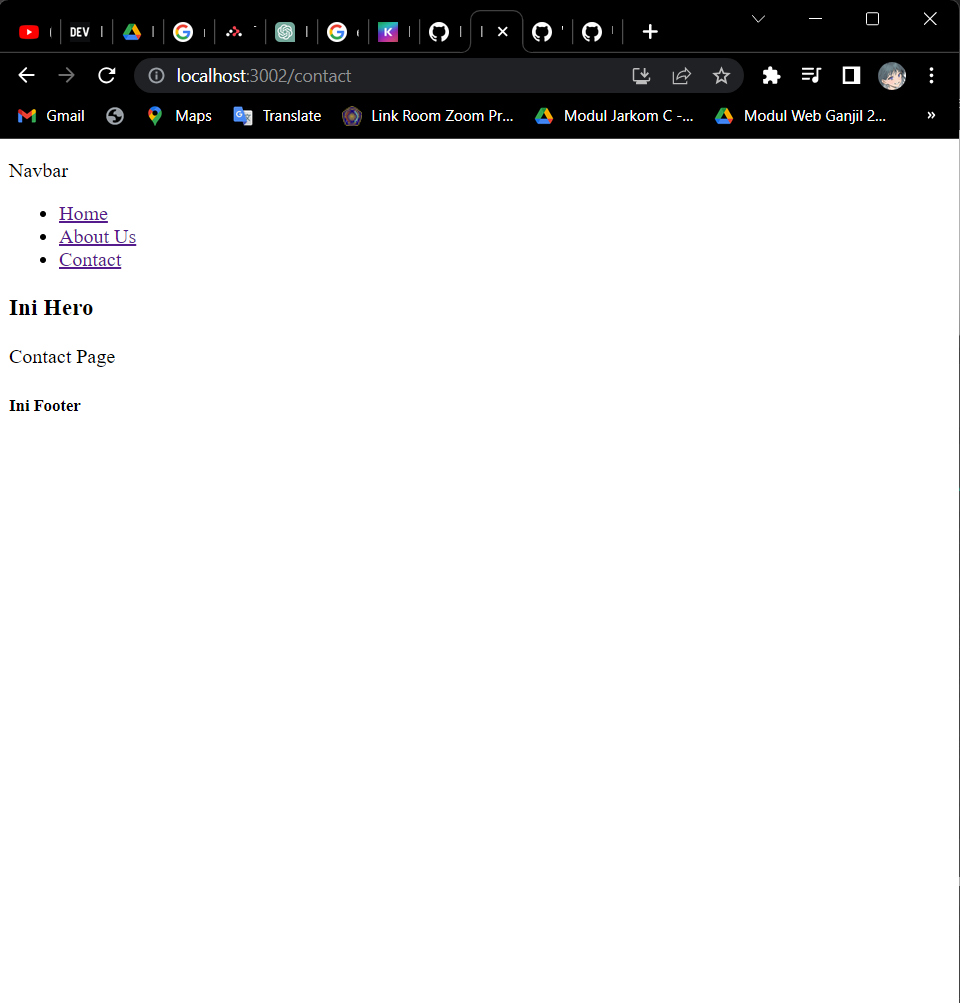 DEV
K
localhost:3002/contact
Gmail Maps Translate Link Room Zoom Pr... Modul Jarkom C -... Modul Web Ganjil 2... »
Navbar
Home
About Us
Contact
Ini Hero
Contact Page
Ini Footer